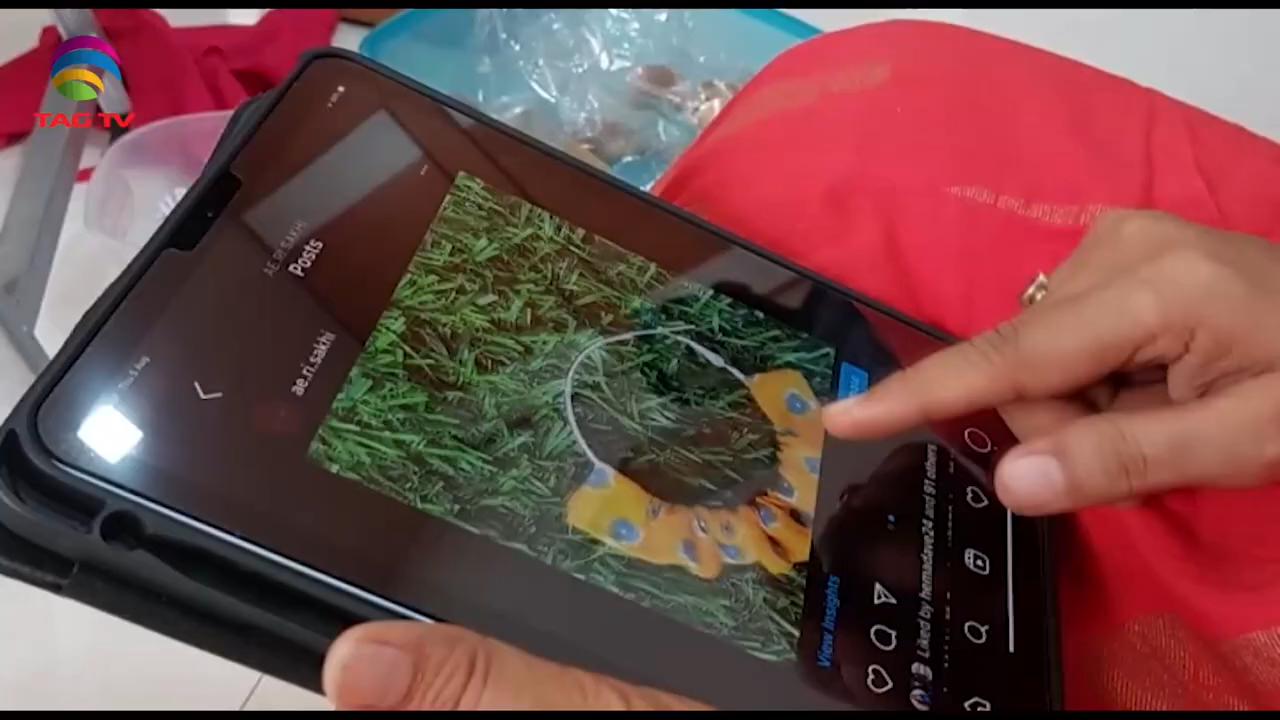 TAG TV
AE.RI.SAKHI
Posts
ae.ri.sakhi
View Insights
Liked by hemadave24 and 91 others